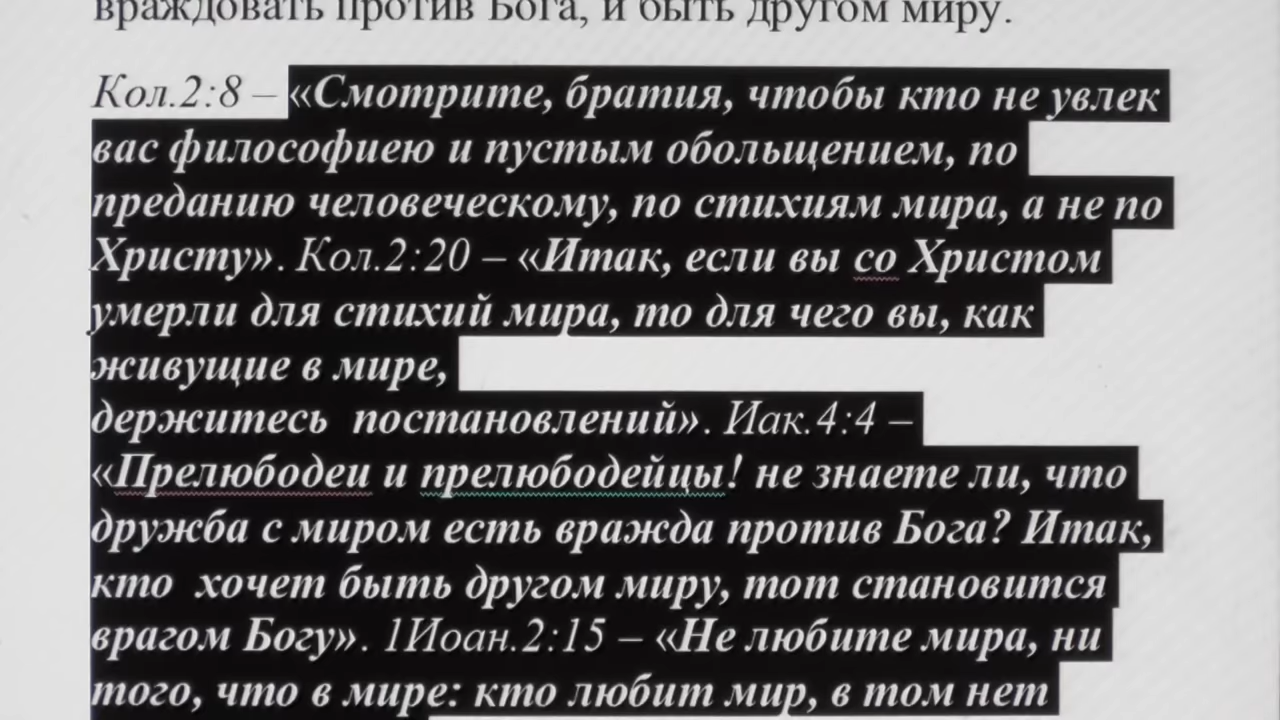 враждовать против Бога, и быть другом миру.
Кол.2:8 – «Смотрите, братия, чтобы кто не увлек
вас философиею и пустым обольщением, по
преданию человеческому, по стихиям мира, а не по
Христу». Кол.2:20 – «Итак, если вы со Христом
умерли для стихий мира, то для чего вы, как
живущие в мире,
держитесь  постановлений». Иак.4:4 –
«Прелюбодеи и прелюбодейцы! не знаете ли, что
дружба с миром есть вражда против Бога? Итак,
кто  хочет быть другом миру, тот становится
врагом Богу». 1Иоан.2:15 – «Не любите мира, ни
того, что в мире: кто любит мир, в том нет